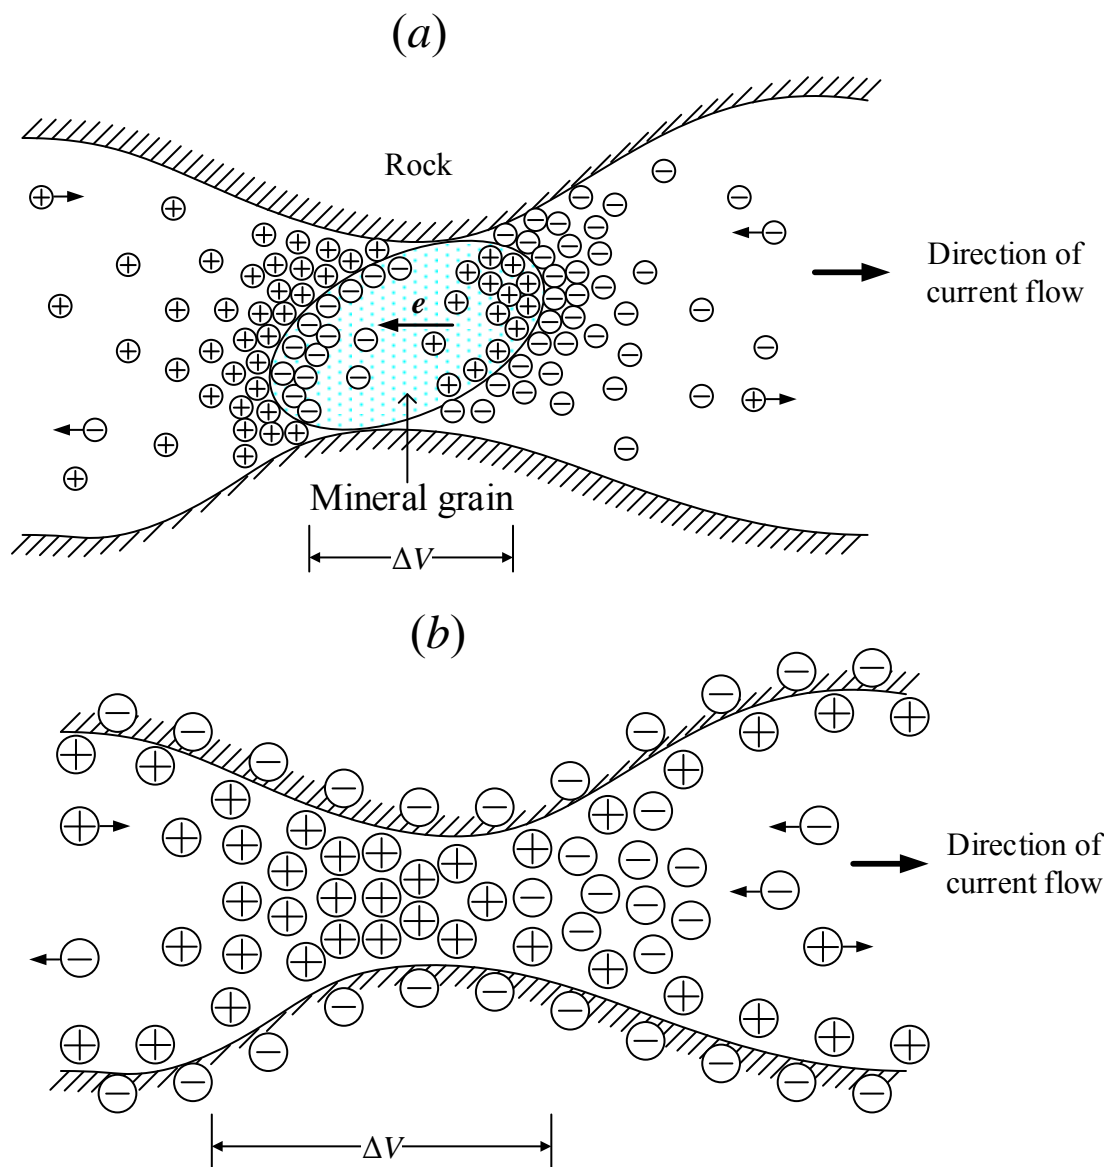 (a)
Rock
e
Direction of
current flow
Mineral grain
ΔV
(b)
Direction of
current flow
ΔV